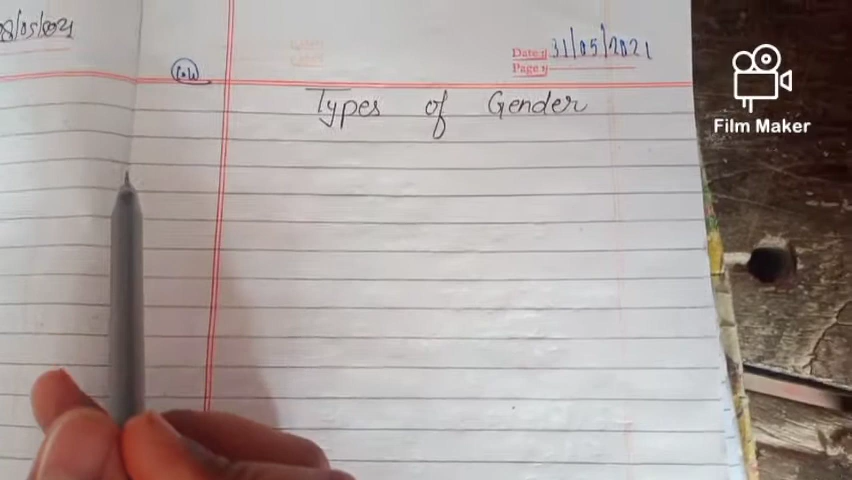 Date: 31/05/2021
Page:
Types of Gender
Film Maker